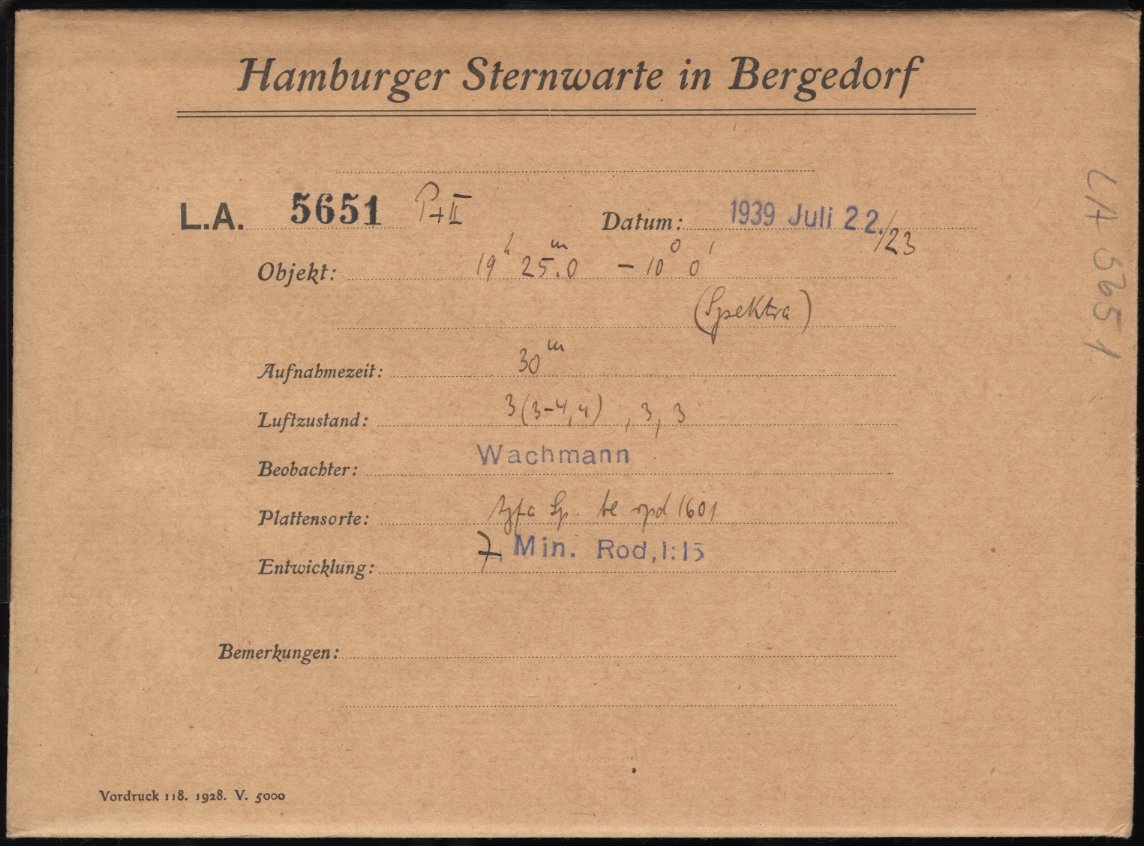 Hamburger Sternwarte in Bergedorf
L.A. 5651 P+II Datum: 1939 Juli 22./23
Objekt: 19h 25m.0 – 10° 0'
(Spektra)
Aufnahmezeit: 30m
Luftzustand: 3(3-4,4) , 3, 3
Beobachter: Wachmann
Plattensorte: Sp. 1601
Entwicklung: 7 Min. Rod, 1:15
Bemerkungen:
Vordruck 118. 1928. V. 5000
LA 5651